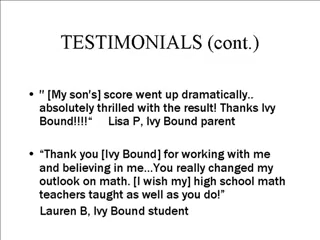 TESTIMONIALS (cont.)
• " [My son's] score went up dramatically..
absolutely thrilled with the result! Thanks Ivy
Bound!!!!“ Lisa P, Ivy Bound parent
• “Thank you [Ivy Bound] for working with me
and believing in me...You really changed my
outlook on math. [I wish my] high school math
teachers taught as well as you do!”
Lauren B, Ivy Bound student